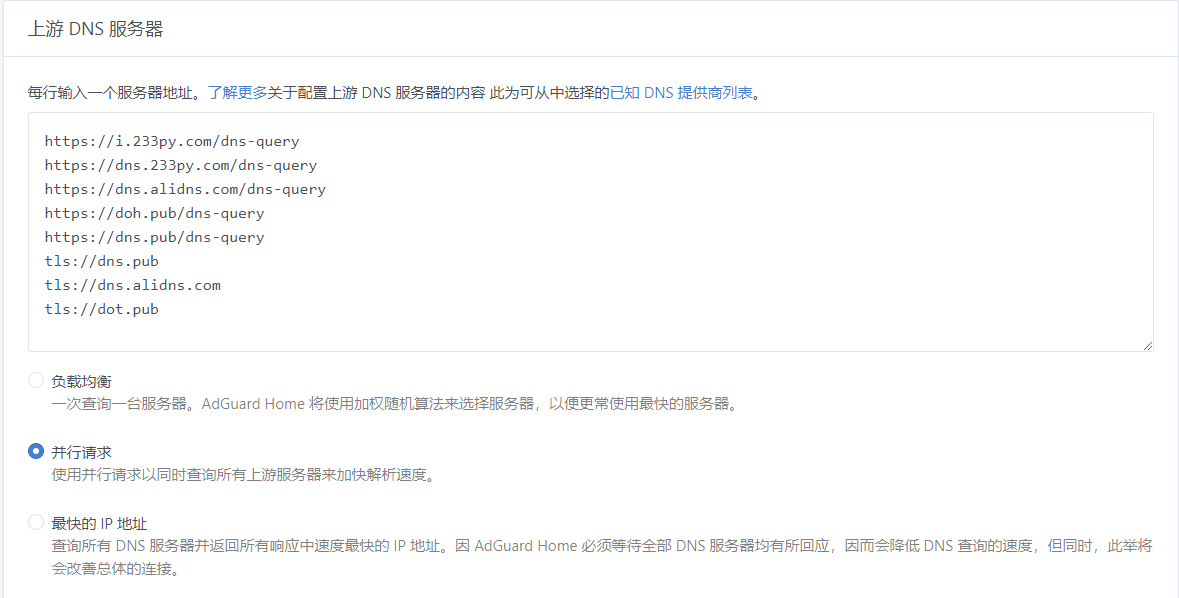 上游 DNS 服务器
每行输入一个服务器地址。了解更多关于配置上游 DNS 服务器的内容 此为可从中选择的已知 DNS 提供商列表。
https://i.233py.com/dns-query
https://dns.233py.com/dns-query
https://dns.alidns.com/dns-query
https://doh.pub/dns-query
https://dns.pub/dns-query
tls://dns.pub
tls://dns.alidns.com
tls://dot.pub
负载均衡
一次查询一台服务器。AdGuard Home 将使用加权随机算法来选择服务器，以便更常使用最快的服务器。
并行请求
使用并行请求以同时查询所有上游服务器来加快解析速度。
最快的 IP 地址
查询所有 DNS 服务器并返回所有响应中速度最快的 IP 地址。因 AdGuard Home 必须等待全部 DNS 服务器均有所回应，因而会降低 DNS 查询的速度，但同时，此举将
会改善总体的连接。